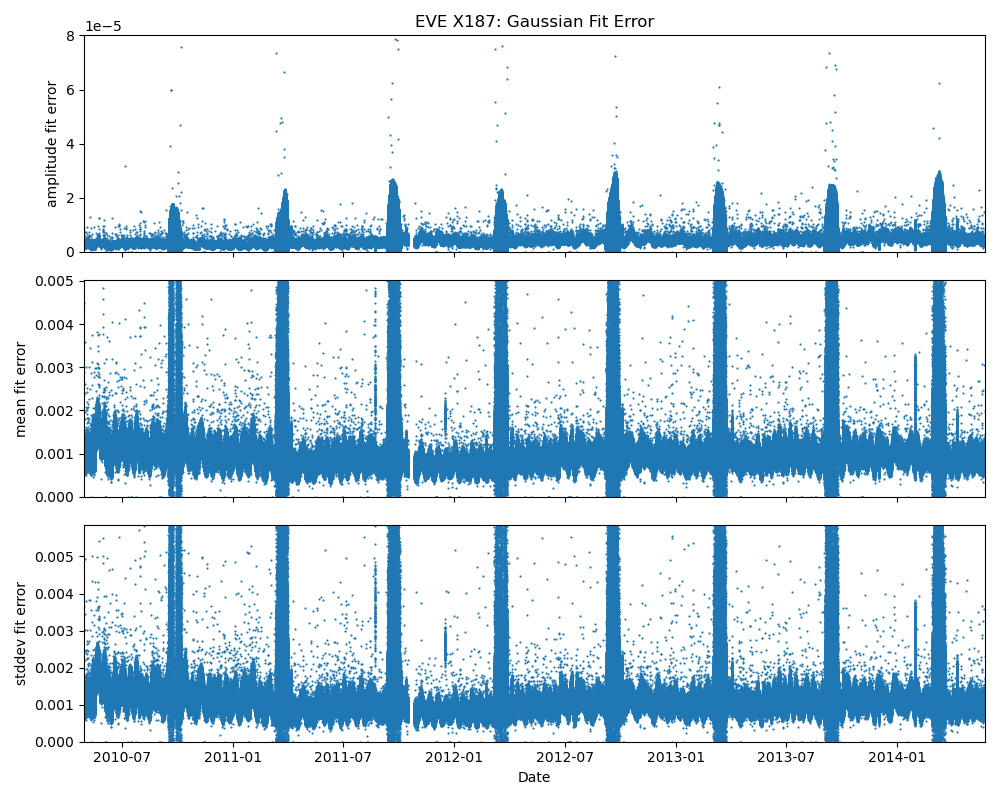 EVE X187: Gaussian Fit Error
1e−5
8
6
4
2
0
amplitude fit error
0.005
0.004
0.003
0.002
0.001
0.000
mean fit error
0.005
0.004
0.003
0.002
0.001
0.000
stddev fit error
2010-07 2011-01 2011-07 2012-01 2012-07 2013-01 2013-07 2014-01
Date